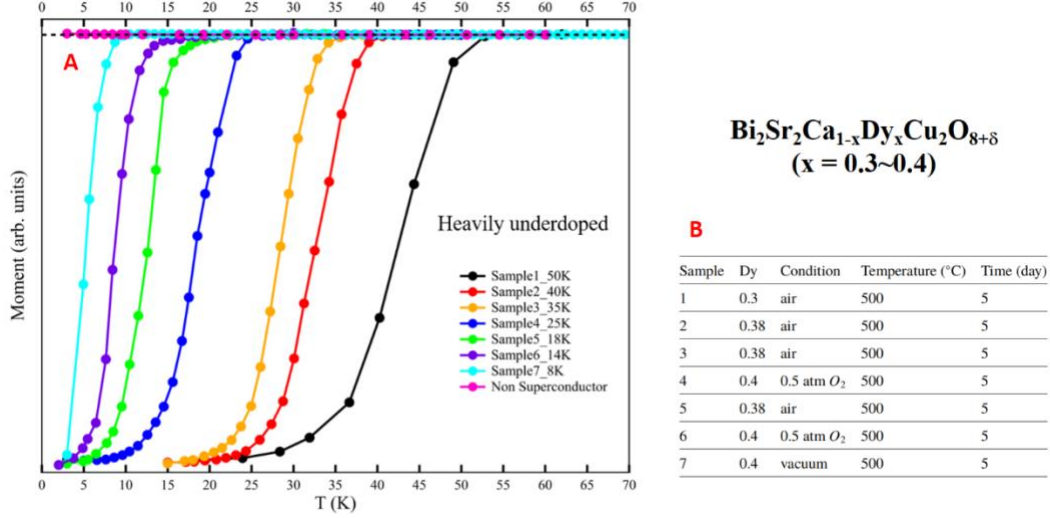 0 5 10 15 20 25 30 35 40 45 50 55 60 65 70
A
Moment (arb. units)
Heavily underdoped
Sample1_50K
Sample2_40K
Sample3_35K
Sample4_25K
Sample5_18K
Sample6_14K
Sample7_8K
Non Superconductor
0 5 10 15 20 25 30 35 40 45 50 55 60 65 70
T (K)
Bi₂Sr₂Ca₁₋ₓDyₓCu₂O₈₊δ
(x = 0.3~0.4)
B
Sample Dy Condition Temperature (°C) Time (day)
1 0.3 air 500 5
2 0.38 air 500 5
3 0.38 air 500 5
4 0.4 0.5 atm O₂ 500 5
5 0.38 air 500 5
6 0.4 0.5 atm O₂ 500 5
7 0.4 vacuum 500 5